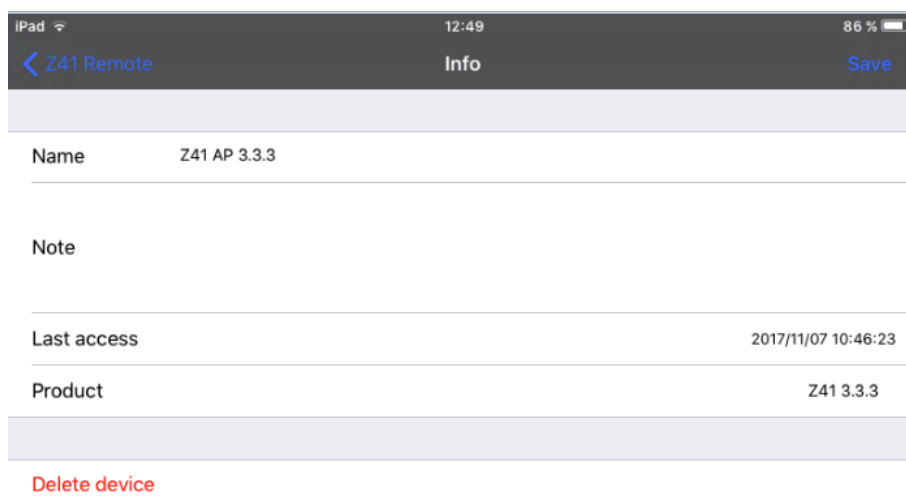 iPad 12:49 86 %
Z41 Remote Info Save
Name Z41 AP 3.3.3
Note
Last access 2017/11/07 10:46:23
Product Z41 3.3.3
Delete device